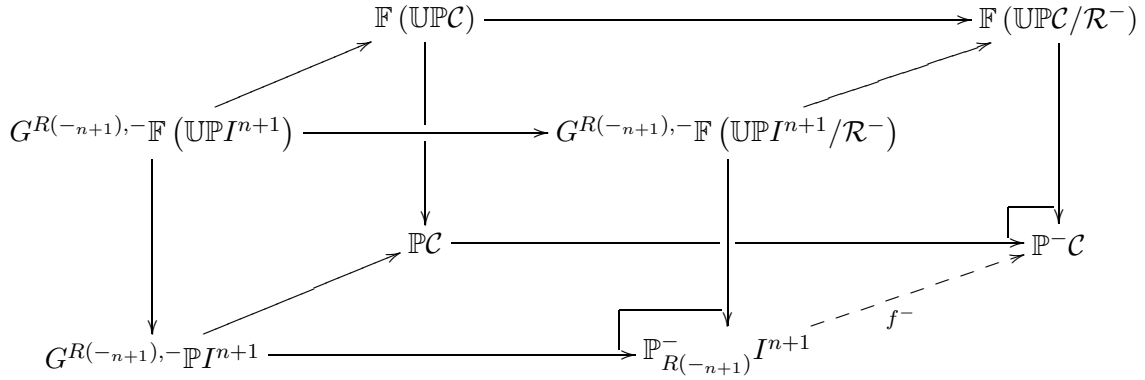 𝔽 (𝕌ℙ𝒞) 𝔽 (𝕌ℙ𝒞/ℛ⁻)
G^{R(-_{n+1}),-}𝔽 (𝕌ℙI^{n+1}) G^{R(-_{n+1}),-}𝔽 (𝕌ℙI^{n+1}/ℛ⁻)
ℙ𝒞 ℙ⁻𝒞
f⁻
G^{R(-_{n+1}),-}ℙI^{n+1} ℙ^-_{R(-_{n+1})}I^{n+1}